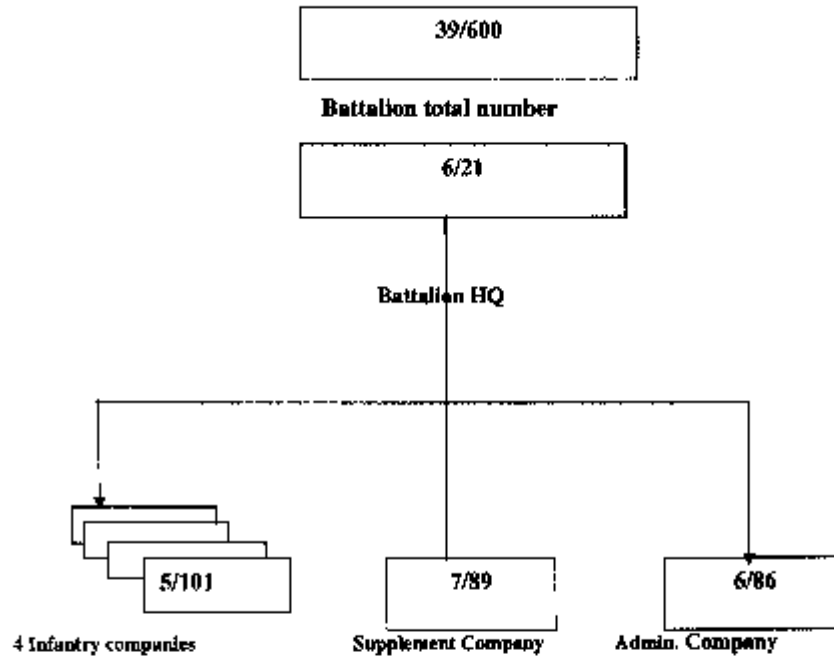 39/600
Battalion total number
6/21
Battalion HQ
5/101
7/89
6/86
4 Infantry companies
Supplement Company
Admin. Company